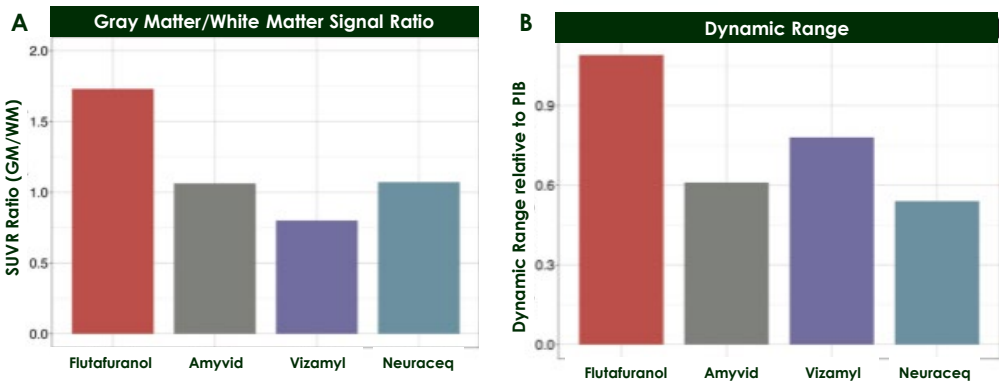 A
Gray Matter/White Matter Signal Ratio
SUVR Ratio (GM/WM)
2.0
1.5
1.0
0.5
0.0
Flutafuranol Amyvid Vizamyl Neuraceq
B
Dynamic Range
Dynamic Range relative to PIB
0.9
0.6
0.3
0.0
Flutafuranol Amyvid Vizamyl Neuraceq